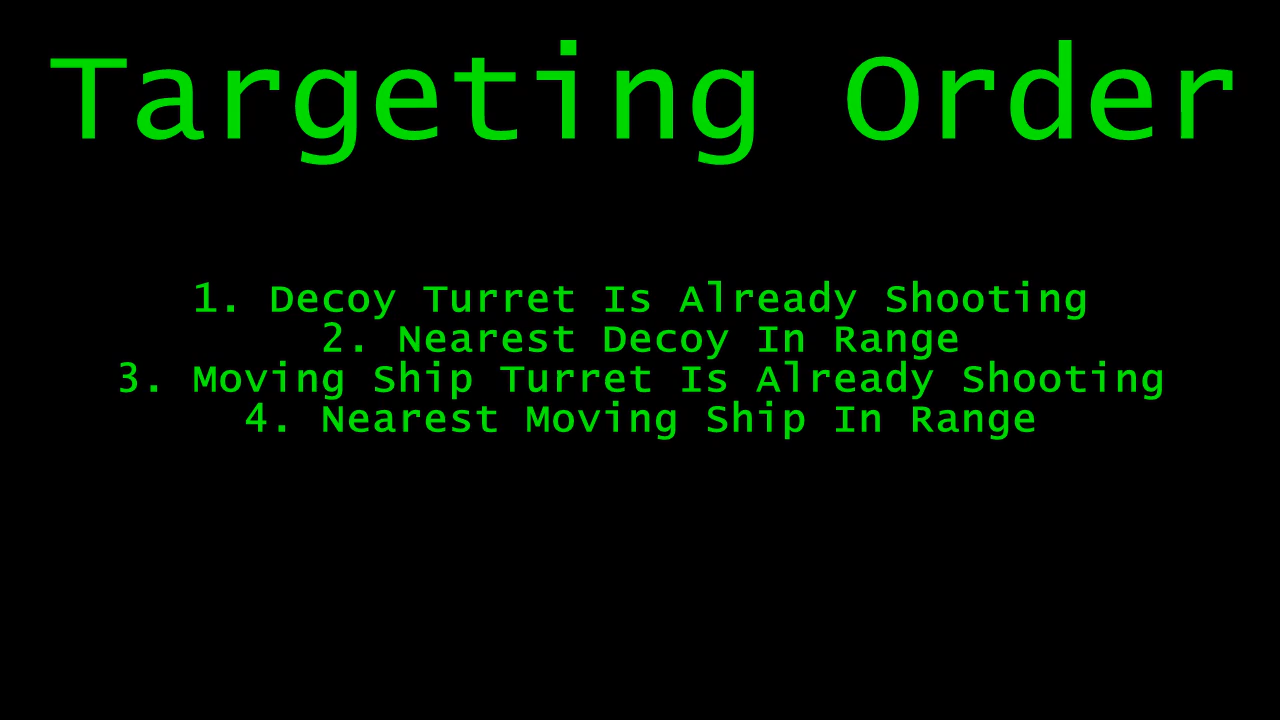 Targeting Order
1. Decoy Turret Is Already Shooting
2. Nearest Decoy In Range
3. Moving Ship Turret Is Already Shooting
4. Nearest Moving Ship In Range